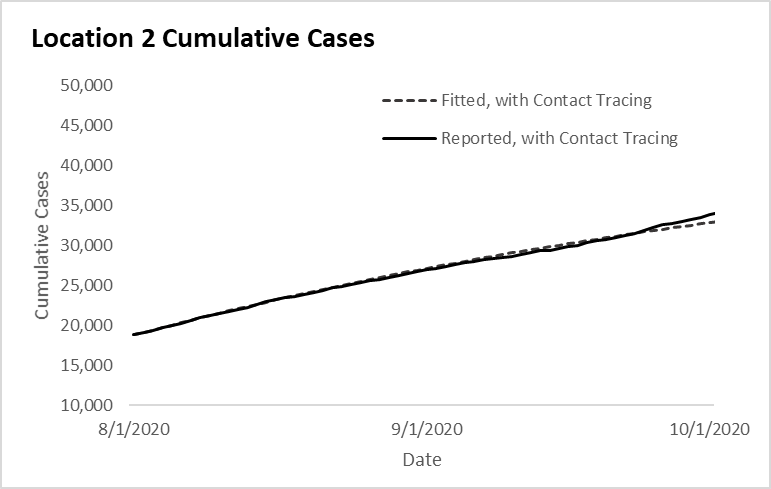 Location 2 Cumulative Cases
50,000
45,000
40,000
35,000
30,000
25,000
20,000
15,000
10,000
Cumulative Cases
Fitted, with Contact Tracing
Reported, with Contact Tracing
8/1/2020
9/1/2020
10/1/2020
Date